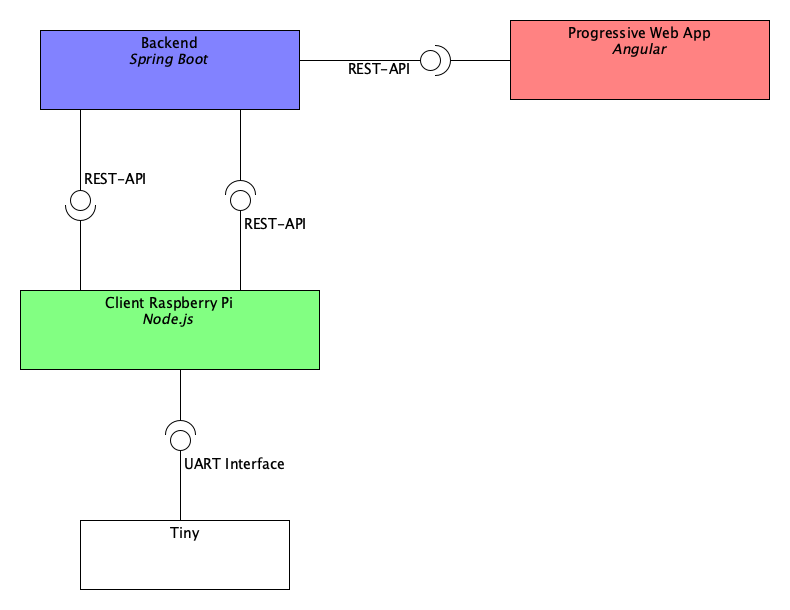 Backend
Spring Boot
REST-API
Progressive Web App
Angular
REST-API
REST-API
Client Raspberry Pi
Node.js
UART Interface
Tiny